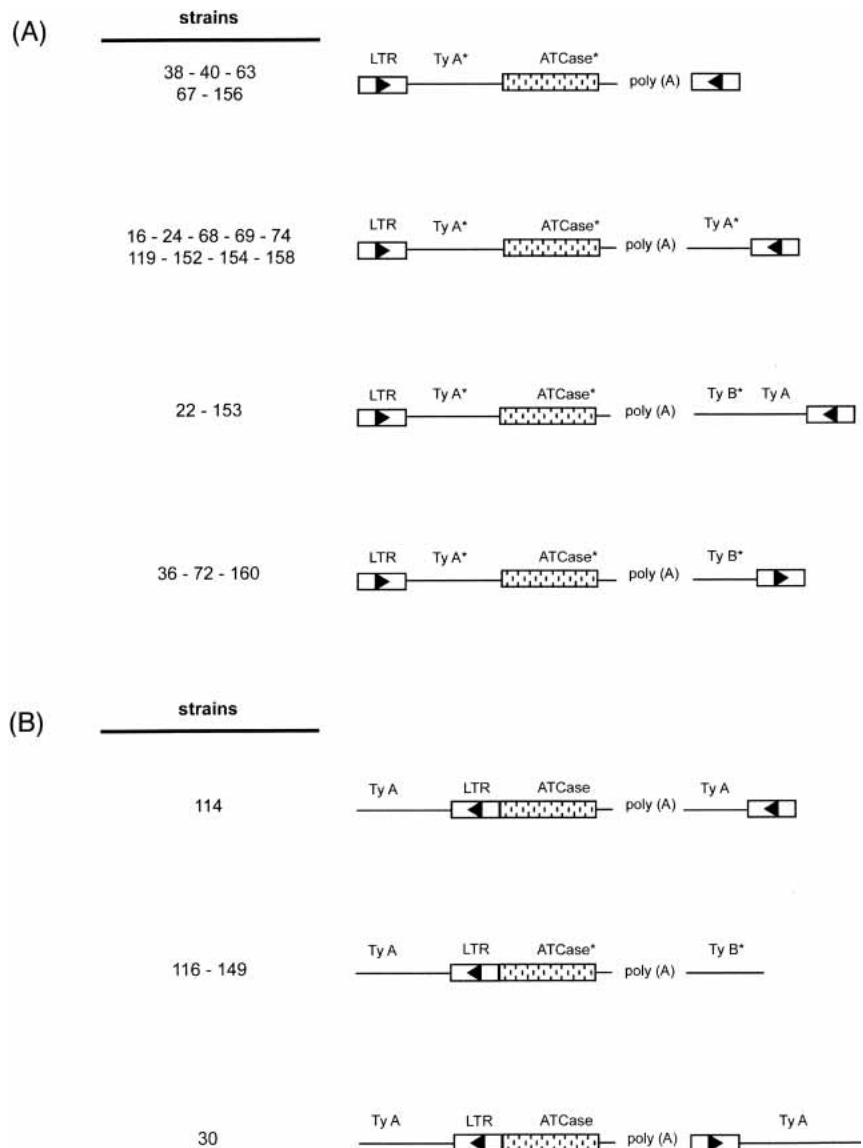 (A)
strains
38 - 40 - 63
67 - 156
LTR Ty A* ATCase*
poly (A)
16 - 24 - 68 - 69 - 74
119 - 152 - 154 - 158
LTR Ty A* ATCase* Ty A*
poly (A)
22 - 153
LTR Ty A* ATCase* Ty B* Ty A
poly (A)
36 - 72 - 160
LTR Ty A* ATCase* Ty B*
poly (A)
(B)
strains
114
Ty A LTR ATCase Ty A
poly (A)
116 - 149
Ty A LTR ATCase* Ty B*
poly (A)
30
Ty A LTR ATCase Ty A
poly (A)